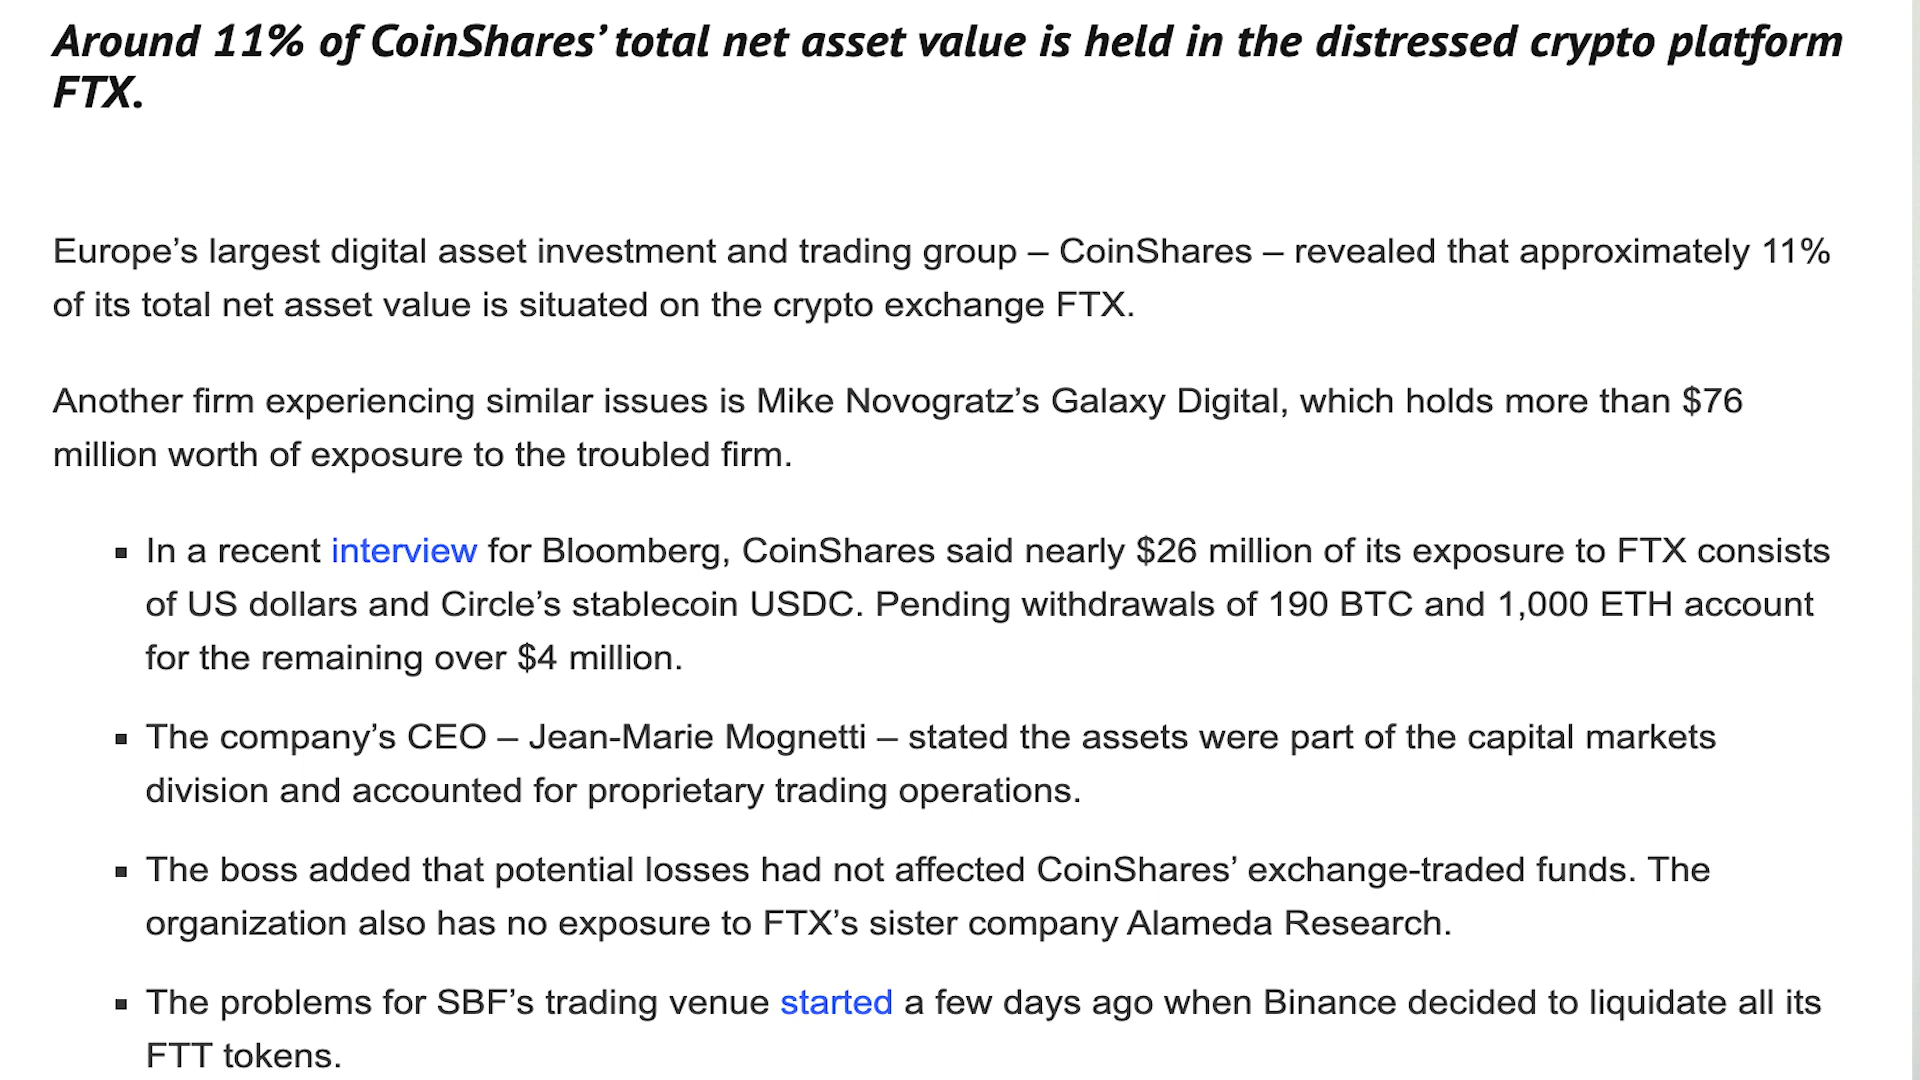 Around 11% of CoinShares’ total net asset value is held in the distressed crypto platform
FTX.
Europe’s largest digital asset investment and trading group – CoinShares – revealed that approximately 11%
of its total net asset value is situated on the crypto exchange FTX.
Another firm experiencing similar issues is Mike Novogratz’s Galaxy Digital, which holds more than $76
million worth of exposure to the troubled firm.
▪ In a recent interview for Bloomberg, CoinShares said nearly $26 million of its exposure to FTX consists
of US dollars and Circle’s stablecoin USDC. Pending withdrawals of 190 BTC and 1,000 ETH account
for the remaining over $4 million.
▪ The company’s CEO – Jean-Marie Mognetti – stated the assets were part of the capital markets
division and accounted for proprietary trading operations.
▪ The boss added that potential losses had not affected CoinShares’ exchange-traded funds. The
organization also has no exposure to FTX’s sister company Alameda Research.
▪ The problems for SBF’s trading venue started a few days ago when Binance decided to liquidate all its
FTT tokens.